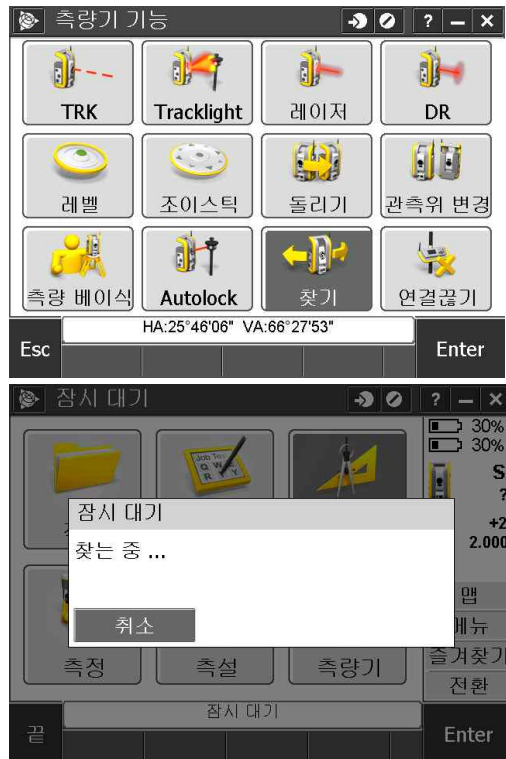 측량기 기능
? – ×
TRK
Tracklight
레이저
DR
레벨
조이스틱
돌리기
관측위 변경
측량 베이식
Autolock
찾기
연결끊기
HA:25°46'06" VA:66°27'53"
Esc
Enter
잠시 대기
? – ×
30%
30%
Job
Q W
S
?
+2
2.000
잠시 대기
찾는 중 ...
취소
맵
메뉴
즐겨찾기
전환
측정
측설
측량기
잠시 대기
끝
Enter